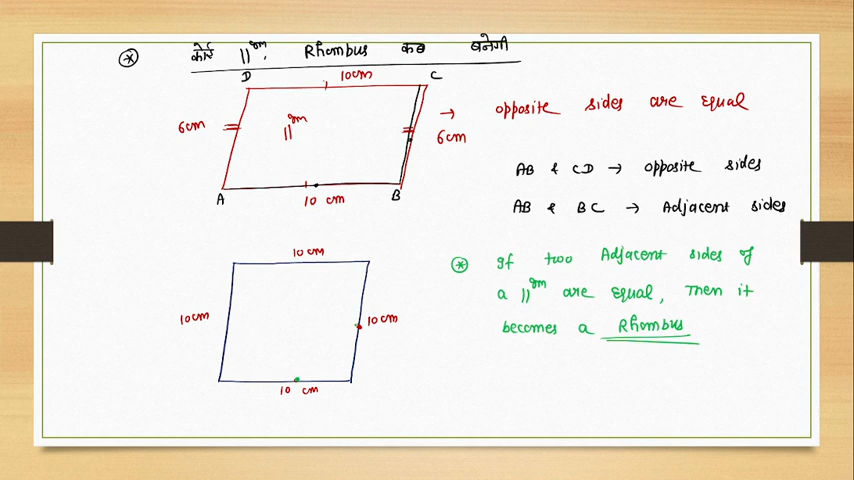 * कोई ||gm, Rhombus कब बनेगी
D 10cm C
6cm ||gm 6cm
→ opposite sides are equal
A 10 cm B
AB & CD → opposite sides
AB & BC → Adjacent sides
10 cm
10cm 10cm
10 cm
* If two Adjacent sides of
a ||gm are equal, Then it
becomes a Rhombus